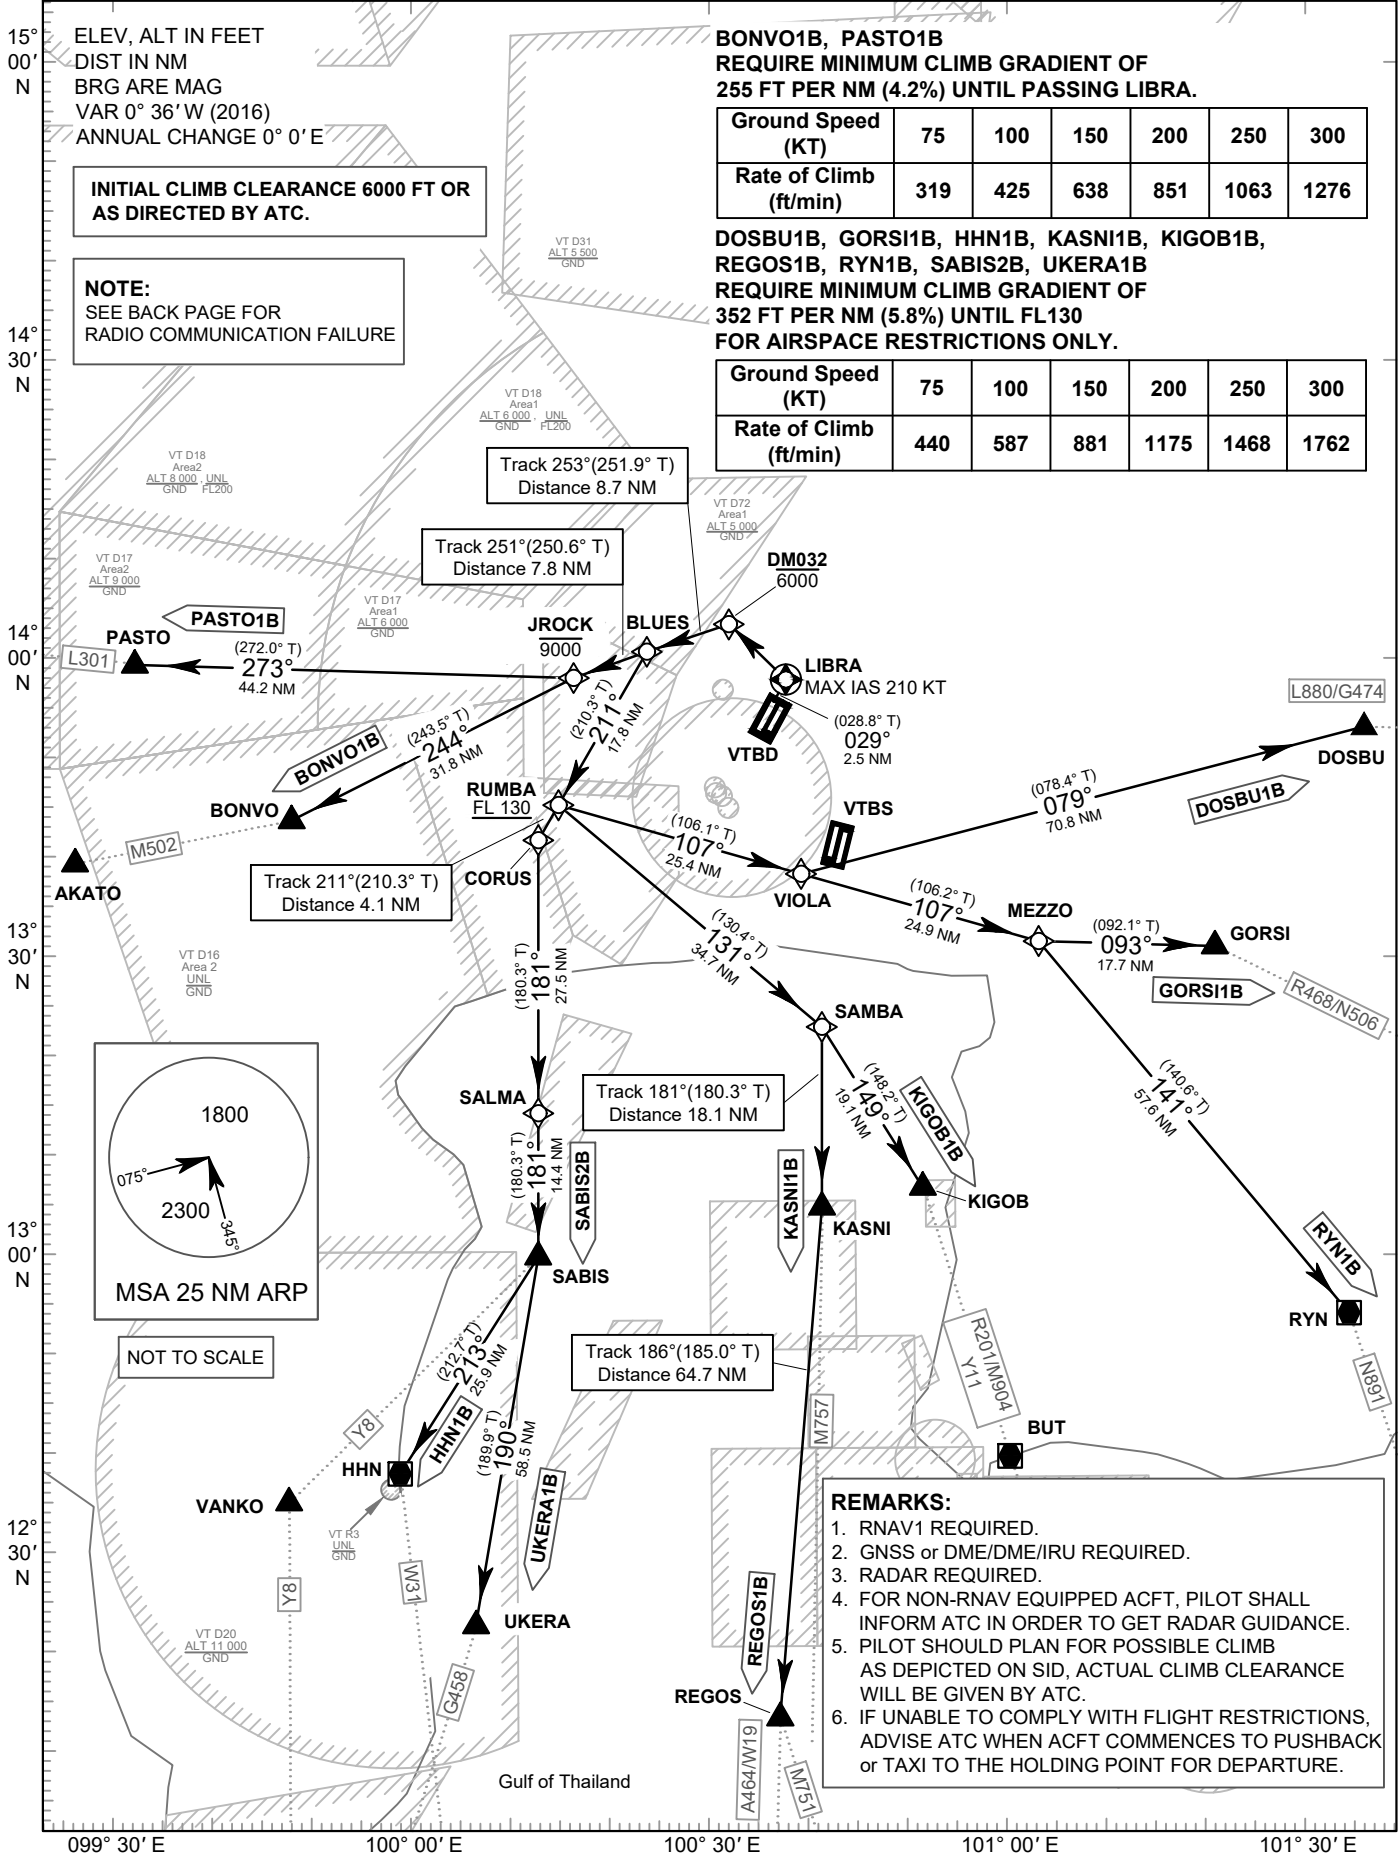 15°
00′
N
ELEV, ALT IN FEET
DIST IN NM
BRG ARE MAG
VAR 0° 36′ W (2016)
ANNUAL CHANGE 0° 0′ E
INITIAL CLIMB CLEARANCE 6000 FT OR
AS DIRECTED BY ATC.
NOTE:
SEE BACK PAGE FOR
RADIO COMMUNICATION FAILURE
BONVO1B, PASTO1B
REQUIRE MINIMUM CLIMB GRADIENT OF
255 FT PER NM (4.2%) UNTIL PASSING LIBRA.
Ground Speed (KT) 75 100 150 200 250 300
Rate of Climb (ft/min) 319 425 638 851 1063 1276
DOSBU1B, GORSI1B, HHN1B, KASNI1B, KIGOB1B,
REGOS1B, RYN1B, SABIS2B, UKERA1B
REQUIRE MINIMUM CLIMB GRADIENT OF
352 FT PER NM (5.8%) UNTIL FL130
FOR AIRSPACE RESTRICTIONS ONLY.
Ground Speed (KT) 75 100 150 200 250 300
Rate of Climb (ft/min) 440 587 881 1175 1468 1762
VT D31
ALT 5 500
GND
14°
30′
N
VT D18
Area1
ALT 6 000 , UNL
GND FL200
VT D18
Area2
ALT 8 000 , UNL
GND FL200
Track 253°(251.9° T)
Distance 8.7 NM
VT D72
Area1
ALT 5 000
GND
Track 251°(250.6° T)
Distance 7.8 NM
DM032
6000
VT D17
Area2
ALT 9 000
GND
VT D17
Area1
ALT 6 000
GND
PASTO1B
JROCK
9000
BLUES
14°
00′
N
PASTO
L301
(272.0° T)
273°
44.2 NM
LIBRA
MAX IAS 210 KT
(028.8° T)
029°
2.5 NM
VTBD
L880/G474
DOSBU
(210.3° T)
211°
17.8 NM
(243.5° T)
244°
31.8 NM
BONVO1B
BONVO
M502
AKATO
RUMBA
FL 130
VTBS
(078.4° T)
079°
70.8 NM
DOSBU1B
(106.1° T)
107°
25.4 NM
Track 211°(210.3° T)
Distance 4.1 NM
CORUS
VIOLA
(106.2° T)
107°
24.9 NM
MEZZO
(092.1° T)
093°
17.7 NM
GORSI
GORSI1B
R468/N506
13°
30′
N
VT D16
Area 2
UNL
GND
(130.4° T)
131°
34.7 NM
(180.3° T)
181°
27.5 NM
SAMBA
1800
075°
2300
345°
MSA 25 NM ARP
SALMA
Track 181°(180.3° T)
Distance 18.1 NM
(148.2° T)
149°
19.1 NM
KIGOB1B
(140.6° T)
141°
57.6 NM
(180.3° T)
181°
14.4 NM
SABIS2B
KASNI1B
KASNI
KIGOB
RYN1B
RYN
13°
00′
N
SABIS
NOT TO SCALE
Track 186°(185.0° T)
Distance 64.7 NM
R201/M904
Y11
N891
(212.7° T)
213°
25.9 NM
Y8
HHN1B
(189.9° T)
190°
58.5 NM
M757
BUT
HHN
VANKO
UKERA1B
12°
30′
N
VT R3
UNL
GND
Y8
W31
UKERA
VT D20
ALT 11 000
GND
G458
REGOS1B
REGOS
A464/W19
M751
Gulf of Thailand
REMARKS:
1. RNAV1 REQUIRED.
2. GNSS or DME/DME/IRU REQUIRED.
3. RADAR REQUIRED.
4. FOR NON-RNAV EQUIPPED ACFT, PILOT SHALL
INFORM ATC IN ORDER TO GET RADAR GUIDANCE.
5. PILOT SHOULD PLAN FOR POSSIBLE CLIMB
AS DEPICTED ON SID, ACTUAL CLIMB CLEARANCE
WILL BE GIVEN BY ATC.
6. IF UNABLE TO COMPLY WITH FLIGHT RESTRICTIONS,
ADVISE ATC WHEN ACFT COMMENCES TO PUSHBACK
or TAXI TO THE HOLDING POINT FOR DEPARTURE.
099° 30′ E
100° 00′ E
100° 30′ E
101° 00′ E
101° 30′ E